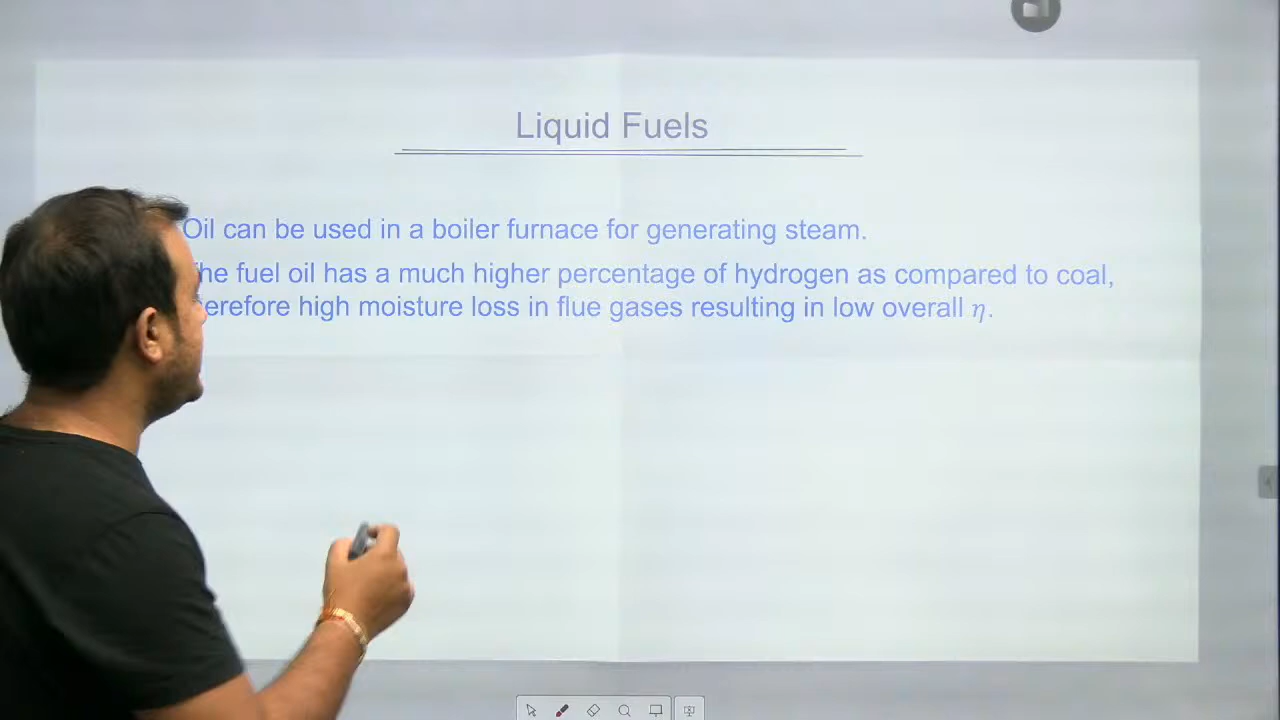 Liquid Fuels
Oil can be used in a boiler furnace for generating steam.
fuel oil has a much higher percentage of hydrogen as compared to coal,
high moisture loss in flue gases resulting in low overall η.